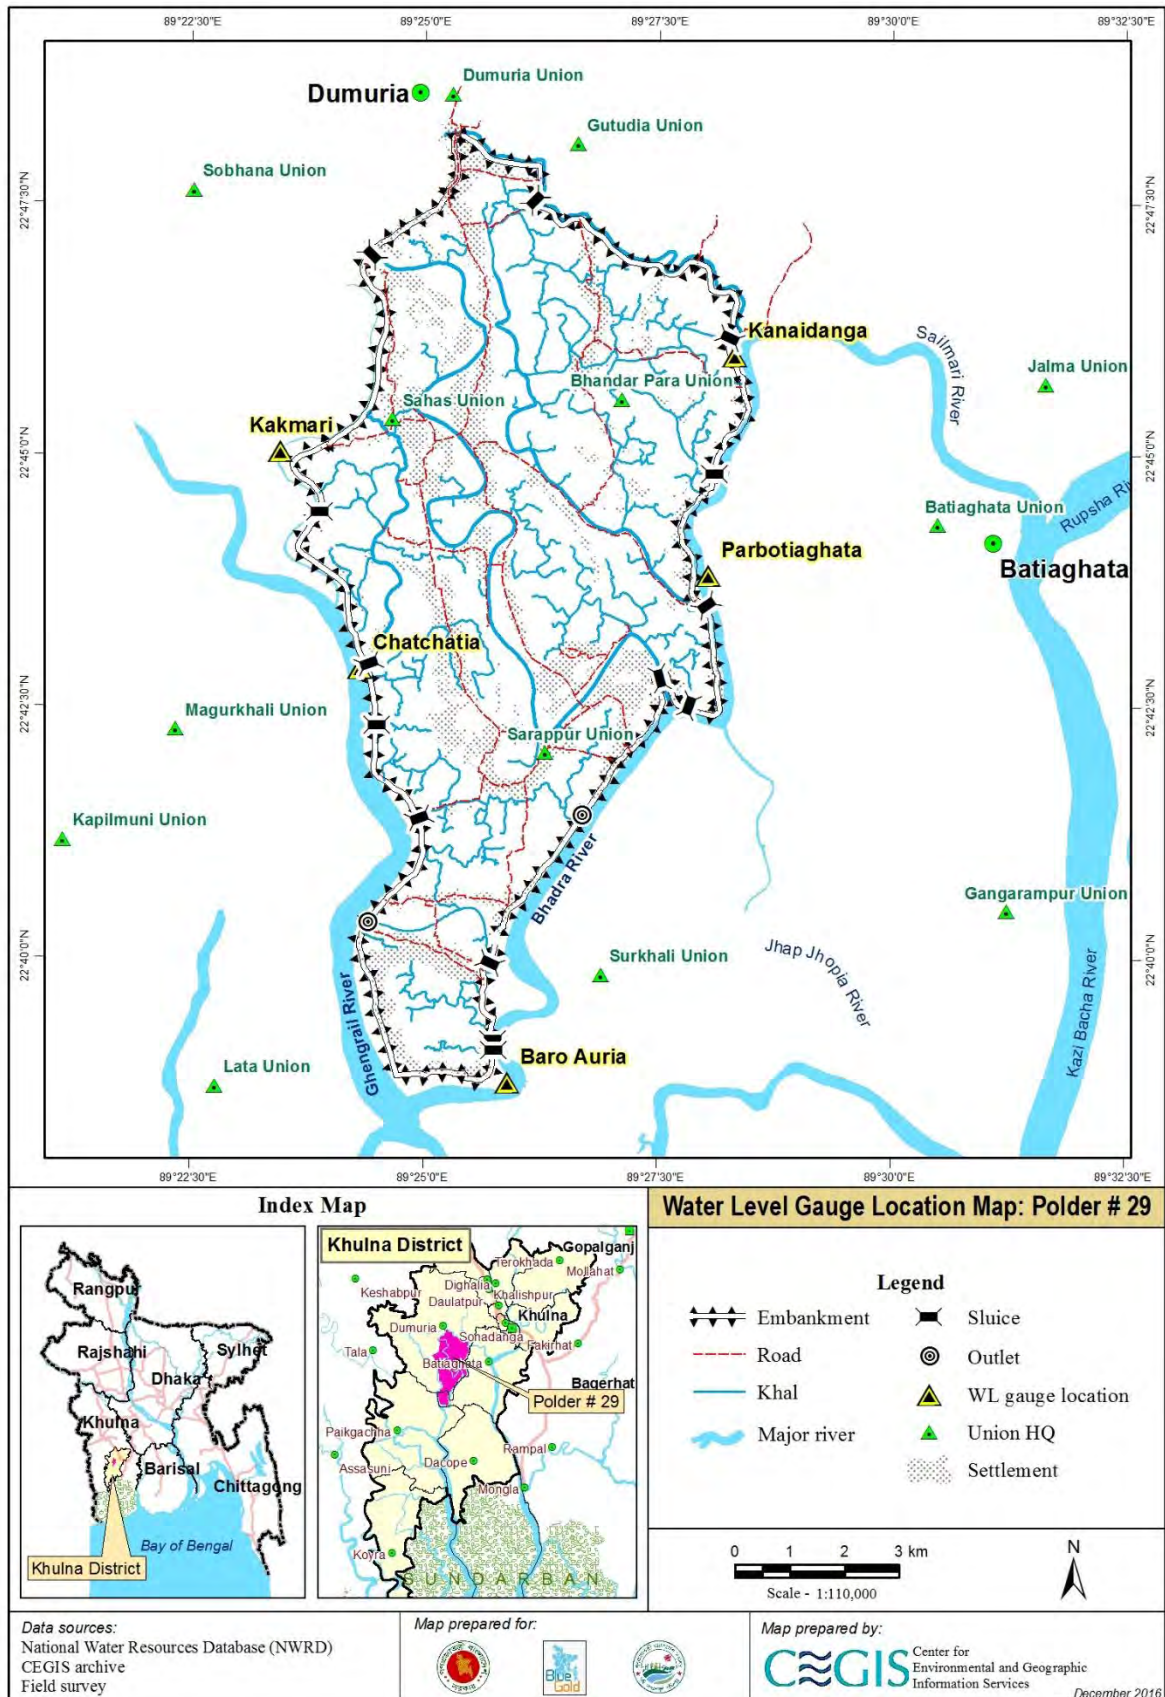 89°22'30"E
89°25'0"E
89°27'30"E
89°30'0"E
89°32'30"E
Dumuria
Dumuria Union
Gutudia Union
Sobhana Union
22°47'30"N
22°47'30"N
Kanaidanga
Sailmari River
Jalma Union
Bhandar Para Union
Sahas Union
Kakmari
22°45'0"N
22°45'0"N
Rupsha Riv
Batiaghata Union
Parbotiaghata
Batiaghata
Chatchatia
22°42'30"N
22°42'30"N
Magurkhali Union
Sarappur Union
Kapilmuni Union
Bhadra River
Gangarampur Union
22°40'0"N
22°40'0"N
Surkhali Union
Jhap Jhopia River
Ghengrail River
Kazi Bacha River
Baro Auria
Lata Union
89°22'30"E
89°25'0"E
89°27'30"E
89°30'0"E
89°32'30"E
Index Map
Rangpur
Rajshahi
Sylhet
Dhaka
Khulna
Barisal
Chittagong
Bay of Bengal
Khulna District
Khulna District
Gopalganj
Terokhada
Mollahat
Keshabpur
Dighalia
Khalishpur
Daulatpur
Khulna
Dumuria
Sonadanga
Fakirhat
Tala
Batiaghata
Bagerhat
Polder # 29
Paikgachha
Rampal
Assasuni
Dacope
Mongla
Koyra
SUNDARBAN
Water Level Gauge Location Map: Polder # 29
Legend
Embankment
Sluice
Road
Outlet
Khal
WL gauge location
Major river
Union HQ
Settlement
0 1 2 3 km
Scale - 1:110,000
N
Data sources:
National Water Resources Database (NWRD)
CEGIS archive
Field survey
Map prepared for:
Blue
Gold
Map prepared by:
CEGIS
Center for
Environmental and Geographic
Information Services
December 2016